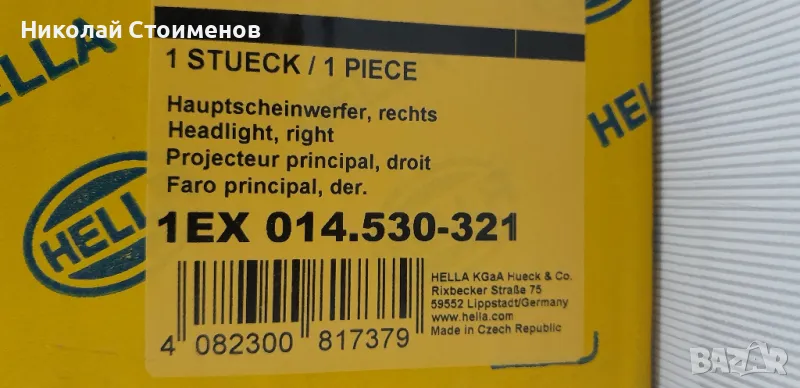 Николай Стоименов
HELLA
1 STUECK / 1 PIECE
Hauptscheinwerfer, rechts
Headlight, right
Projecteur principal, droit
Faro principal, der.
1EX 014.530-321
HELLA KGaA Hueck & Co.
Rixbecker Straße 75
59552 Lippstadt/Germany
www.hella.com
Made in Czech Republic
4 082300 817379
HELLA
HELL
BAZAR